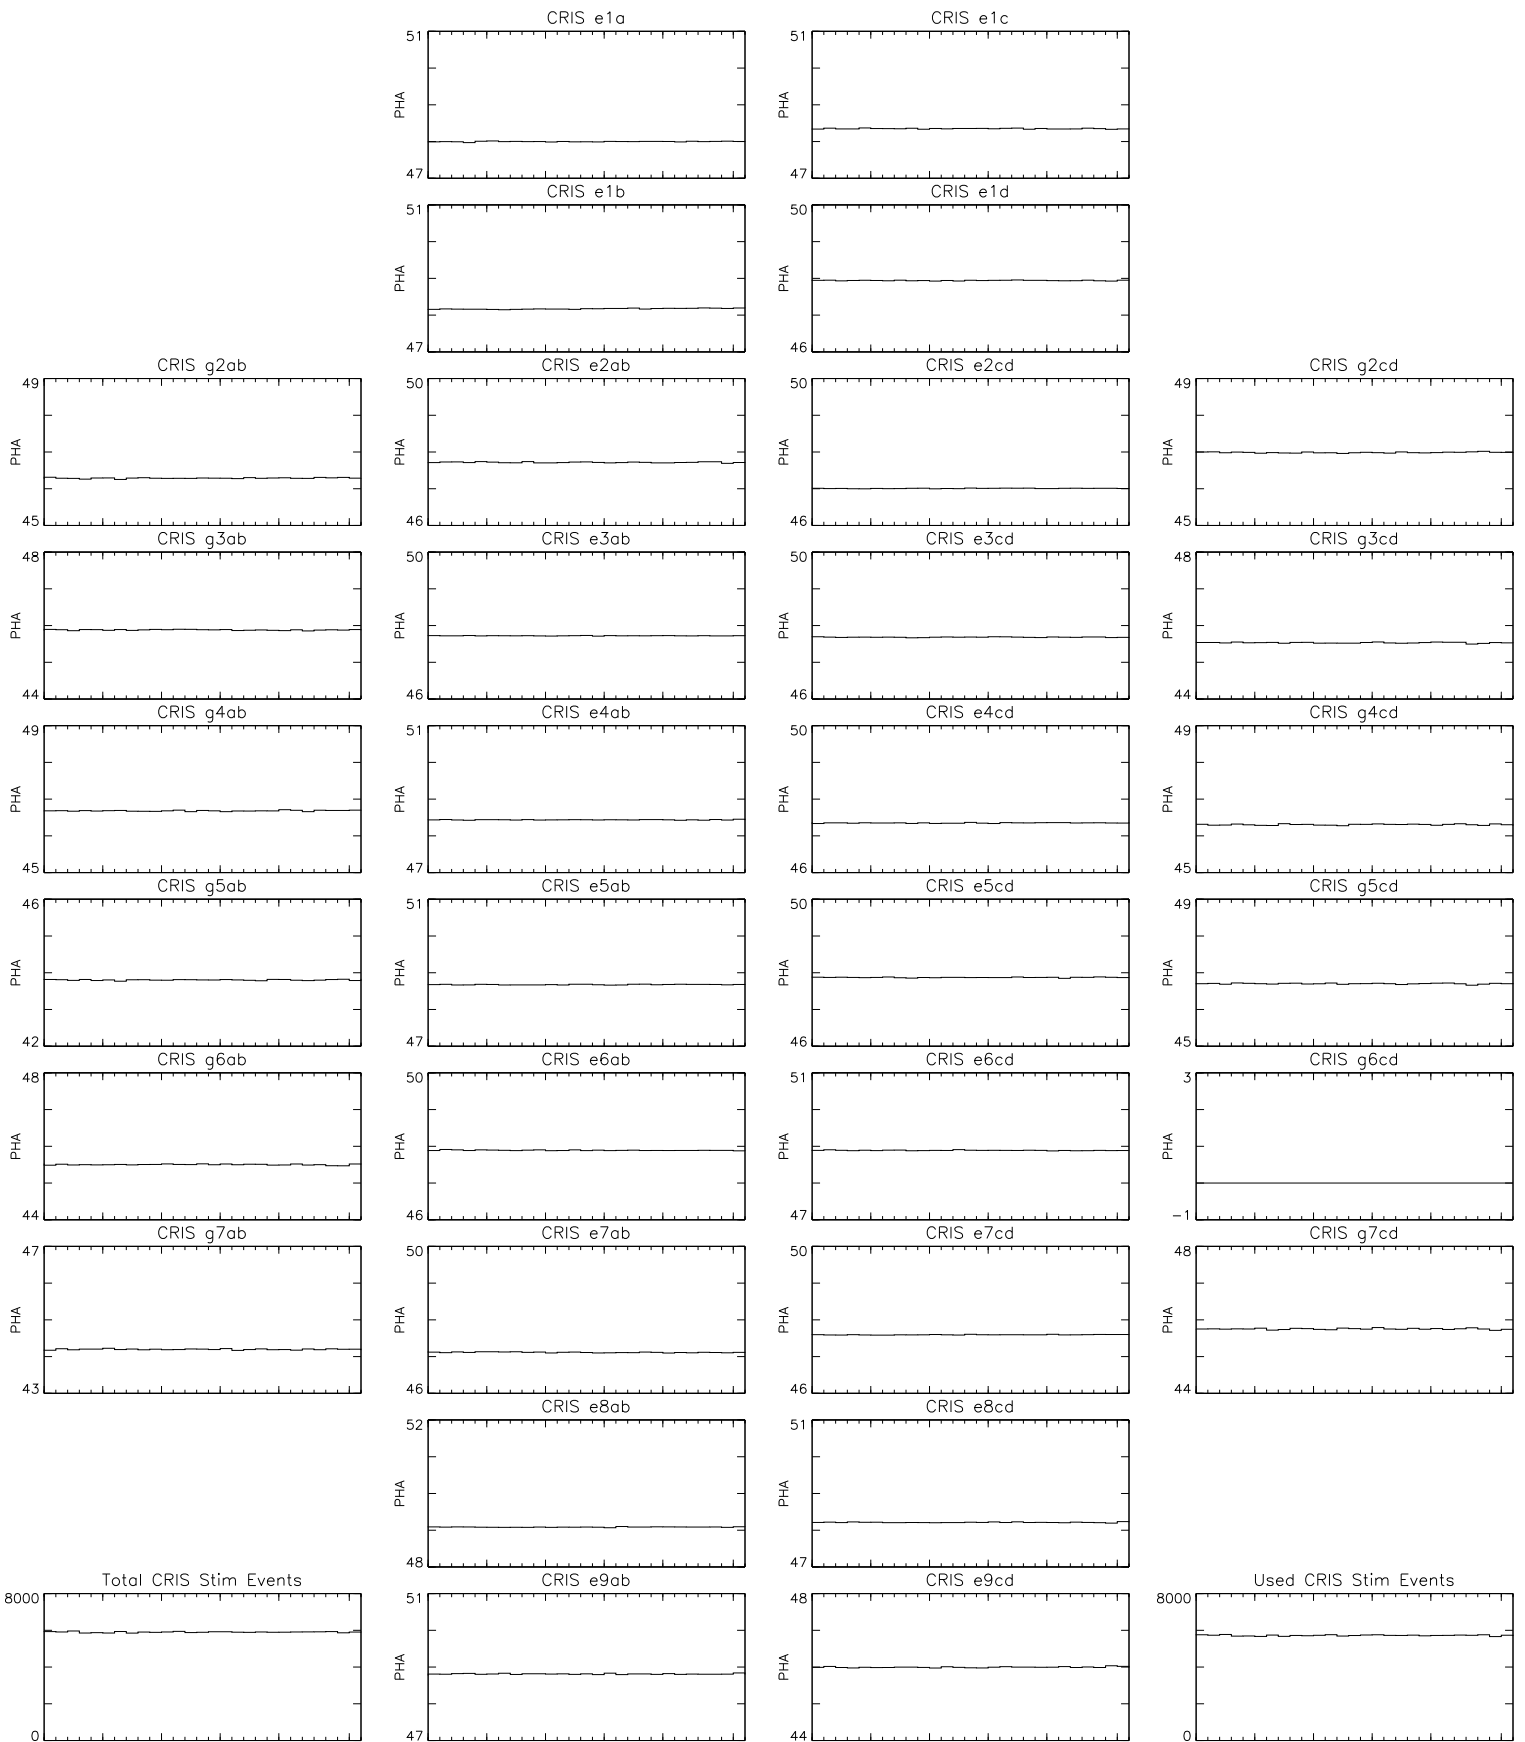 CRIS e1a
CRIS e1c
51
PHA
47
51
PHA
47
CRIS e1b
CRIS e1d
51
PHA
47
50
PHA
46
CRIS g2ab
CRIS e2ab
CRIS e2cd
CRIS g2cd
49
PHA
45
50
PHA
46
50
PHA
46
49
PHA
45
CRIS g3ab
CRIS e3ab
CRIS e3cd
CRIS g3cd
48
PHA
44
50
PHA
46
50
PHA
46
48
PHA
44
CRIS g4ab
CRIS e4ab
CRIS e4cd
CRIS g4cd
49
PHA
45
51
PHA
47
50
PHA
46
49
PHA
45
CRIS g5ab
CRIS e5ab
CRIS e5cd
CRIS g5cd
46
PHA
42
51
PHA
47
50
PHA
46
49
PHA
45
CRIS g6ab
CRIS e6ab
CRIS e6cd
CRIS g6cd
48
PHA
44
50
PHA
46
51
PHA
47
3
PHA
-1
CRIS g7ab
CRIS e7ab
CRIS e7cd
CRIS g7cd
47
PHA
43
50
PHA
46
50
PHA
46
48
PHA
44
CRIS e8ab
CRIS e8cd
52
PHA
48
51
PHA
47
Total CRIS Stim Events
CRIS e9ab
CRIS e9cd
Used CRIS Stim Events
8000
0
51
PHA
47
48
PHA
44
8000
0